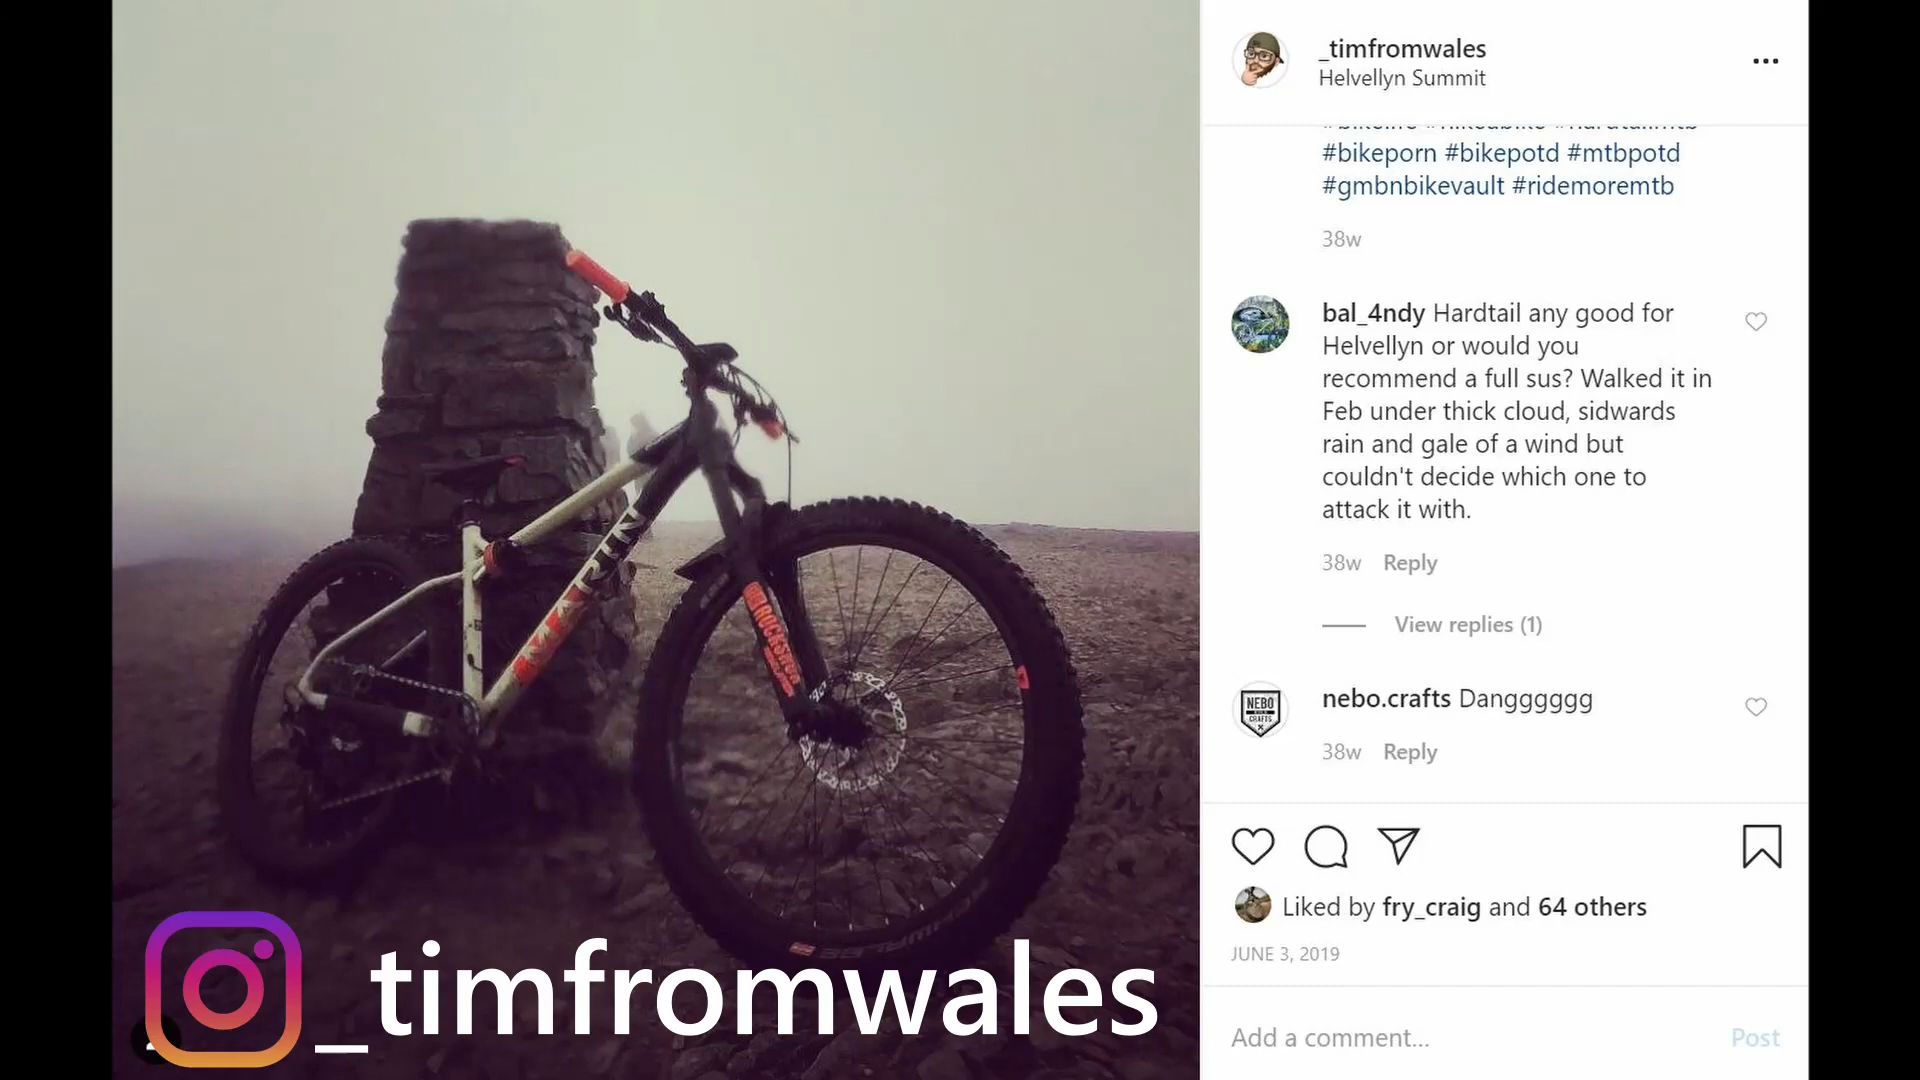 _timfromwales
Helvellyn Summit
#bikeporn #bikepotd #mtbpotd
#gmbnbikevault #ridemoremtb
38w
bal_4ndy Hardtail any good for
Helvellyn or would you
recommend a full sus? Walked it in
Feb under thick cloud, sidwards
rain and gale of a wind but
couldn't decide which one to
attack it with.
38w Reply
View replies (1)
NEBO
CRAFTS
nebo.crafts Dangggggg
38w Reply
Liked by fry_craig and 64 others
JUNE 3, 2019
Add a comment... Post
MARIN
ROCKSHOX
_timfromwales